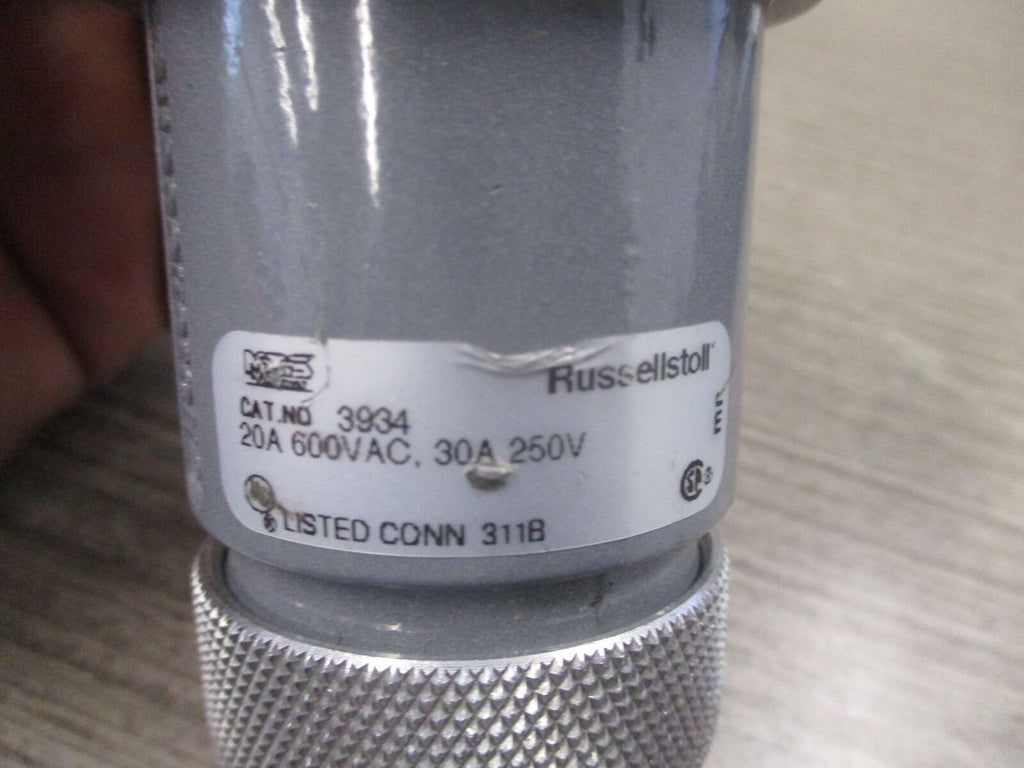 Russellstoll
CAT.NO 3934
20A 600VAC, 30A 250V
LISTED CONN 311B